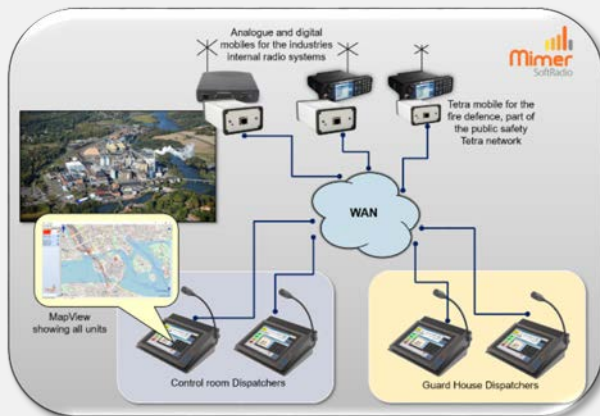 Analogue and digital
mobiles for the industries
internal radio systems
Mimer
SoftRadio
Tetra mobile for the
fire defence, part of
the public safety
Tetra network
WAN
MapView
showing all units
Control room Dispatchers
Guard House Dispatchers